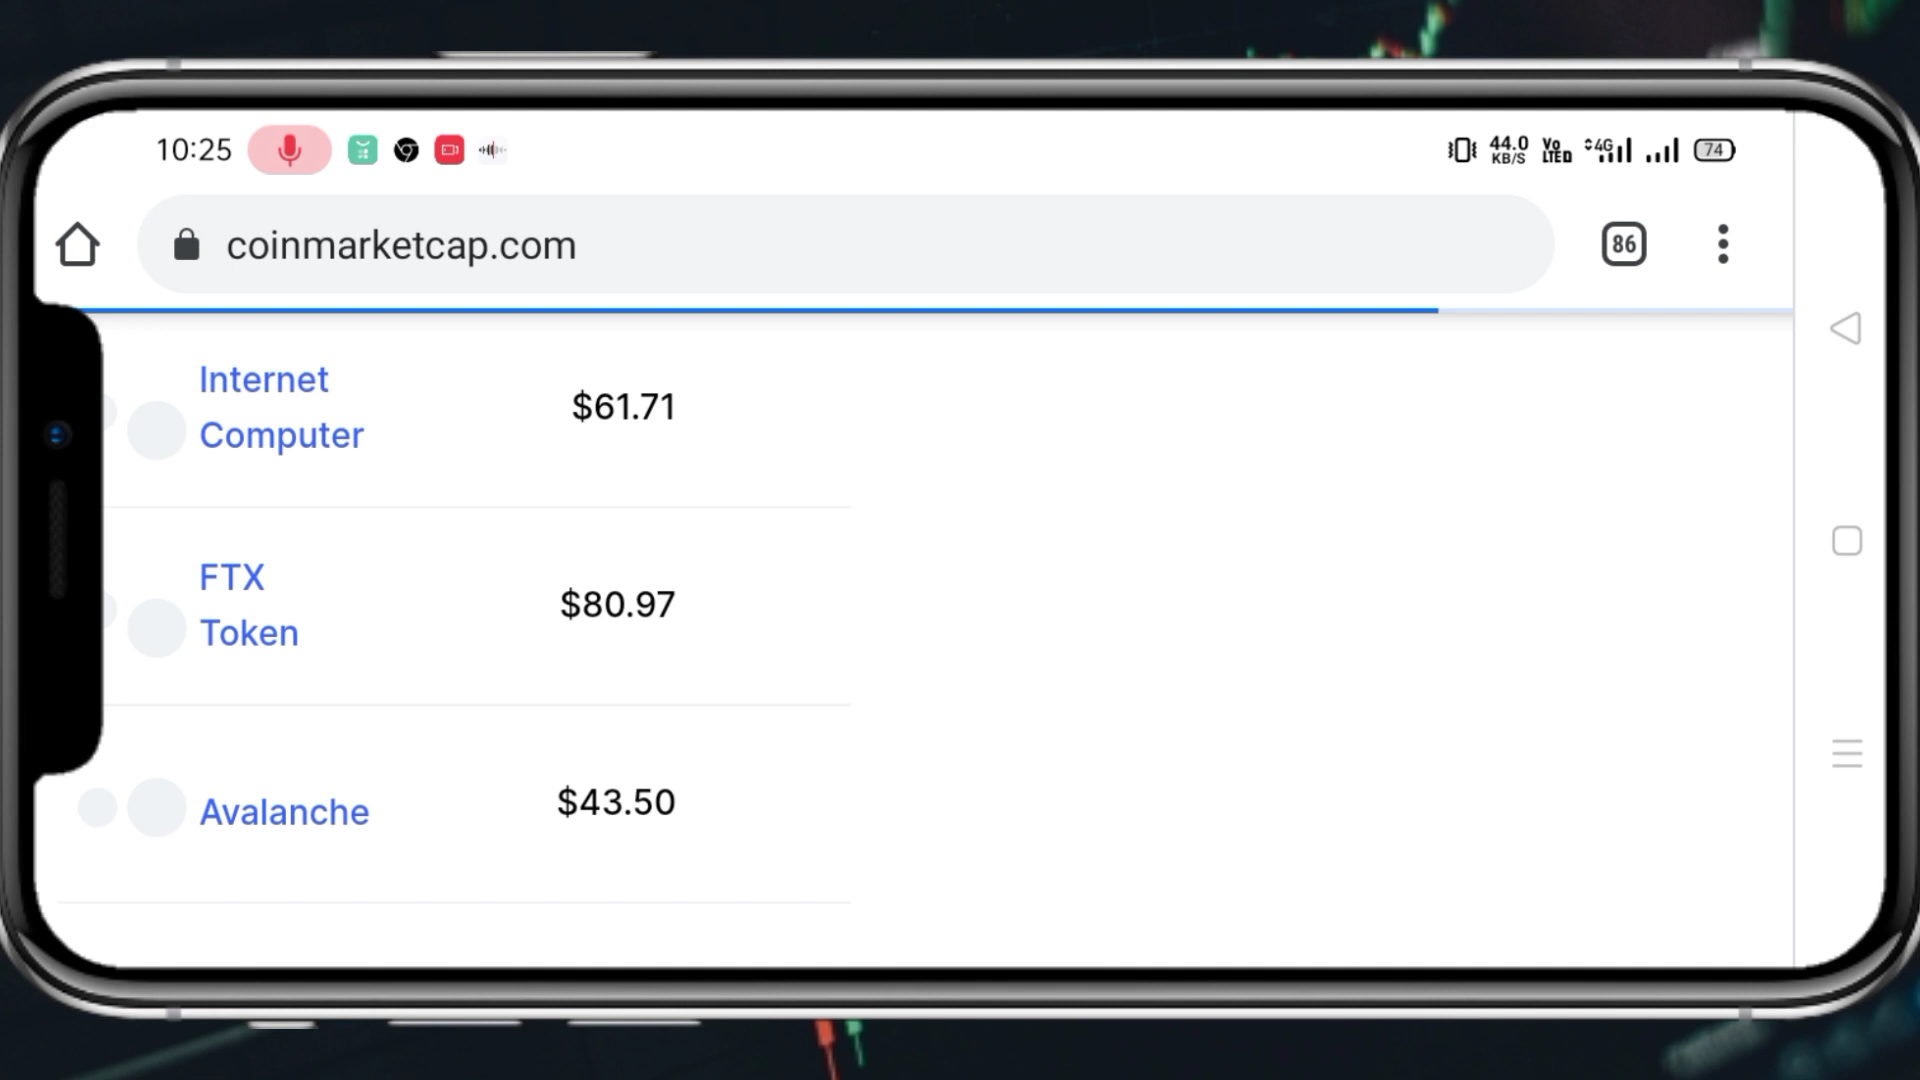 10:25
44.0
KB/S
Vo
LTE
4G
74
coinmarketcap.com
86
Internet
Computer
$61.71
FTX
Token
$80.97
Avalanche
$43.50